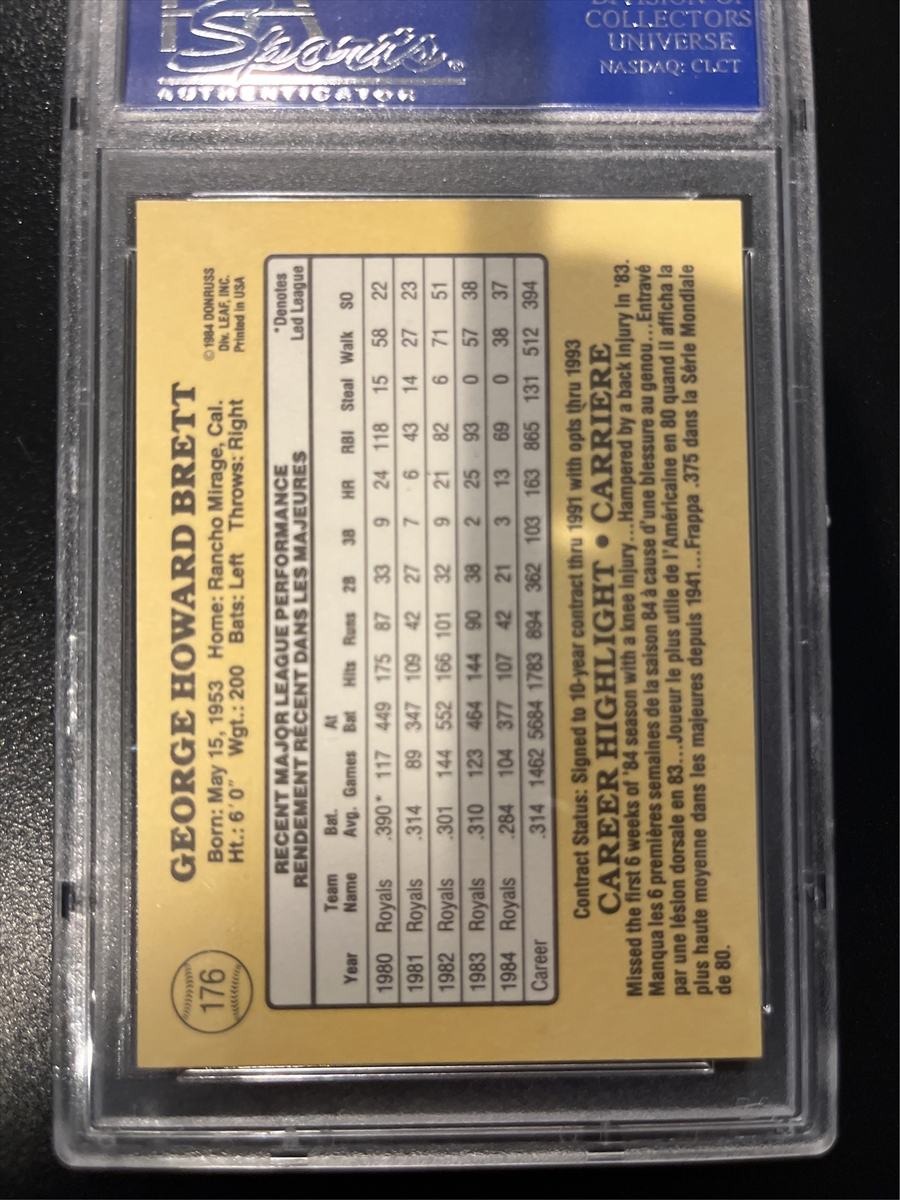 Sports®
AUTHENTICATOR
COLLECTORS
UNIVERSE
NASDAQ: CLCT
176
GEORGE HOWARD BRETT
©1984 DONRUSS
Div. LEAF, INC.
Printed in USA
Born: May 15, 1953 Home: Rancho Mirage, Cal.
Ht.: 6'0" Wgt.: 200 Bats: Left Throws: Right
RECENT MAJOR LEAGUE PERFORMANCE
RENDEMENT RECENT DANS LES MAJEURES
*Denotes
Led League
Year Team Name Bat. Avg. Games At Bat Hits Runs 2B 3B HR RBI Steal Walk SO
1980 Royals .390* 117 449 175 87 33 9 24 118 15 58 22
1981 Royals .314 89 347 109 42 27 7 6 43 14 27 23
1982 Royals .301 144 552 166 101 32 9 21 82 6 71 51
1983 Royals .310 123 464 144 90 38 2 25 93 0 57 38
1984 Royals .284 104 377 107 42 21 3 13 69 0 38 37
Career .314 1462 5684 1783 894 362 103 163 865 131 512 394
Contract Status: Signed to 10-year contract thru 1991 with opts thru 1993
CAREER HIGHLIGHT • CARRIERE
Missed the first 6 weeks of '84 season with a knee injury...Hampered by a back injury in '83.
Manqua les 6 premières semaines de la saison 84 à cause d'une blessure au genou...Entravé
par une lésion dorsale en 83...Joueur le plus utile de l'Américaine en 80 quand il afficha la
plus haute moyenne dans les majeures depuis 1941...Frappa .375 dans la Série Mondiale
de 80.